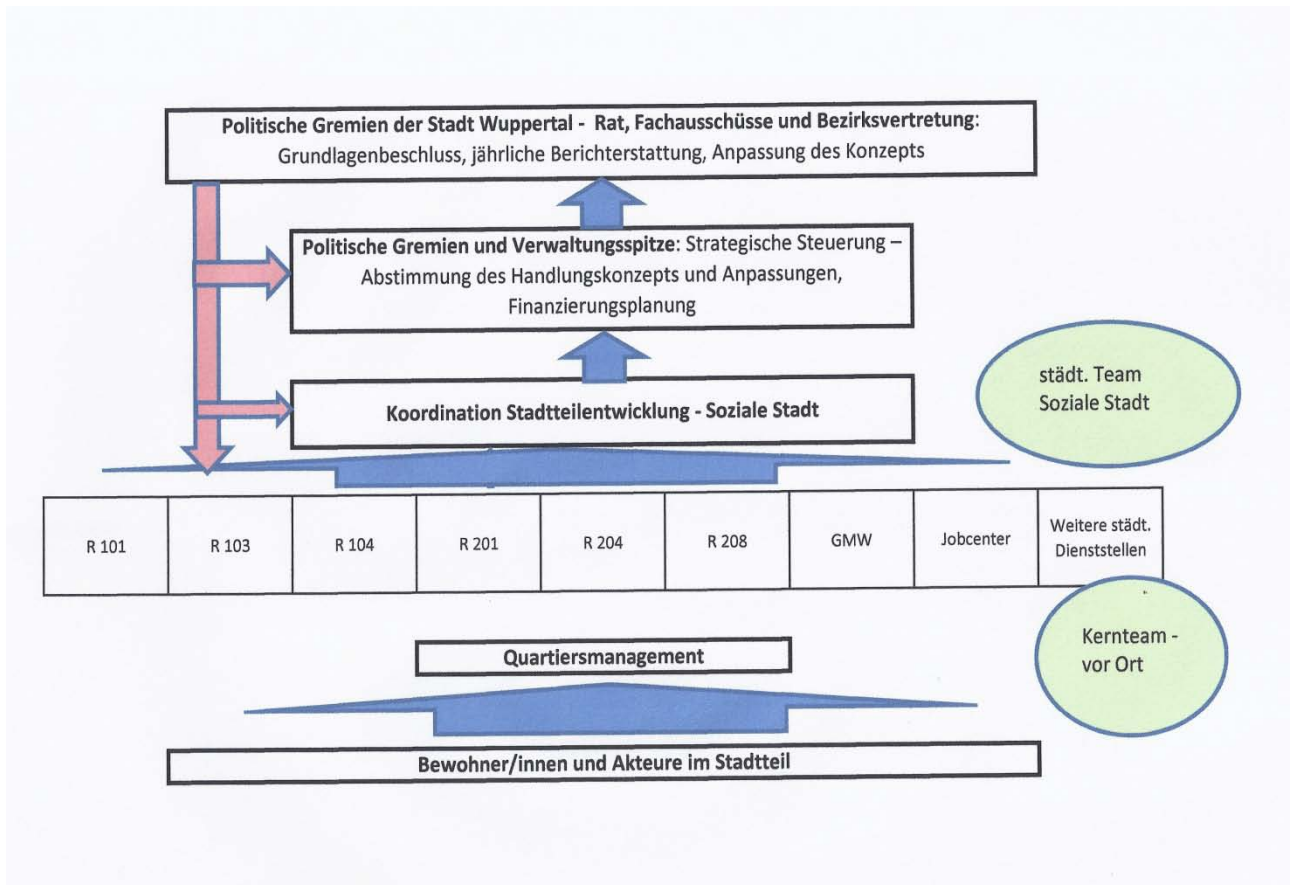 Politische Gremien der Stadt Wuppertal - Rat, Fachausschüsse und Bezirksvertretung:
Grundlagenbeschluss, jährliche Berichterstattung, Anpassung des Konzepts
Politische Gremien und Verwaltungsspitze: Strategische Steuerung –
Abstimmung des Handlungskonzepts und Anpassungen,
Finanzierungsplanung
Koordination Stadtteilentwicklung - Soziale Stadt
städt. Team
Soziale Stadt
R 101
R 103
R 104
R 201
R 204
R 208
GMW
Jobcenter
Weitere städt.
Dienststellen
Kernteam -
vor Ort
Quartiersmanagement
Bewohner/innen und Akteure im Stadtteil